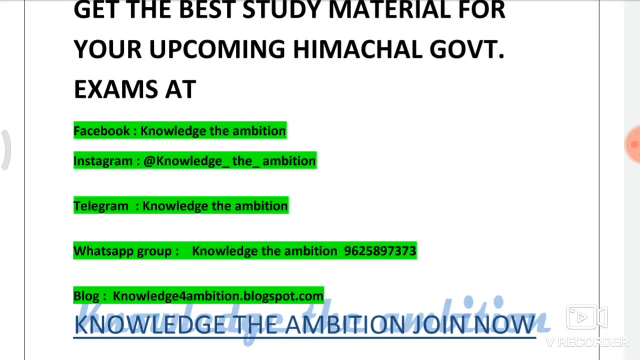 GET THE BEST STUDY MATERIAL FOR
YOUR UPCOMING HIMACHAL GOVT.
EXAMS AT
Facebook : Knowledge the ambition
Instagram : @Knowledge_ the_ ambition
Telegram : Knowledge the ambition
Whatsapp group : Knowledge the ambition 9625897373
Blog : Knowledge4ambition.blogspot.com
Knowledge the ambition
KNOWLEDGE THE AMBITION JOIN NOW
V RECORDER